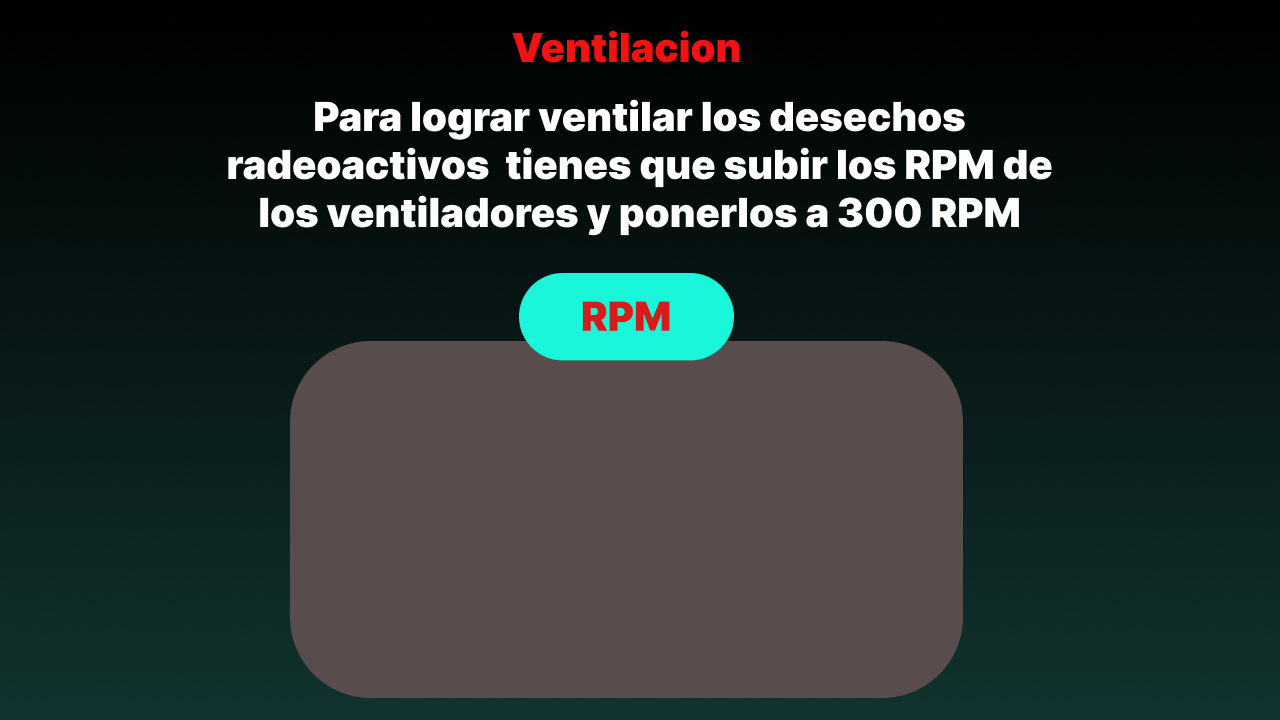 Ventilacion
Para lograr ventilar los desechos
radeoactivos  tienes que subir los RPM de
los ventiladores y ponerlos a 300 RPM
RPM